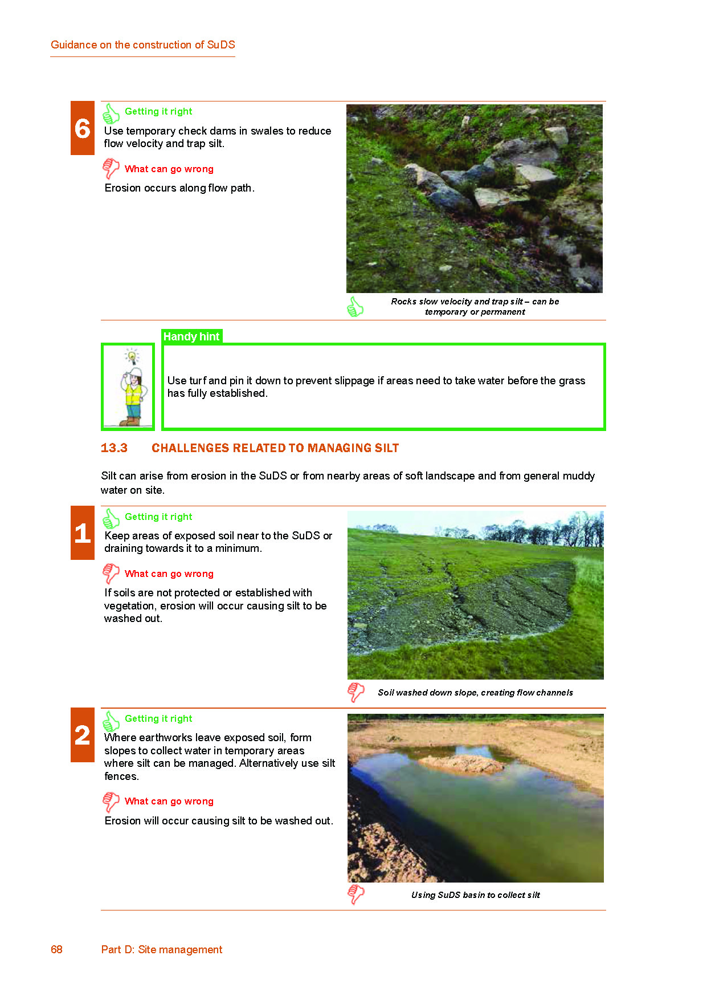 Guidance on the construction of SuDS
6
Getting it right
Use temporary check dams in swales to reduce
flow velocity and trap silt.
What can go wrong
Erosion occurs along flow path.
Rocks slow velocity and trap silt – can be
temporary or permanent
Handy hint
Use turf and pin it down to prevent slippage if areas need to take water before the grass
has fully established.
13.3 CHALLENGES RELATED TO MANAGING SILT
Silt can arise from erosion in the SuDS or from nearby areas of soft landscape and from general muddy
water on site.
1
Getting it right
Keep areas of exposed soil near to the SuDS or
draining towards it to a minimum.
What can go wrong
If soils are not protected or established with
vegetation, erosion will occur causing silt to be
washed out.
Soil washed down slope, creating flow channels
2
Getting it right
Where earthworks leave exposed soil, form
slopes to collect water in temporary areas
where silt can be managed. Alternatively use silt
fences.
What can go wrong
Erosion will occur causing silt to be washed out.
Using SuDS basin to collect silt
68 Part D: Site management